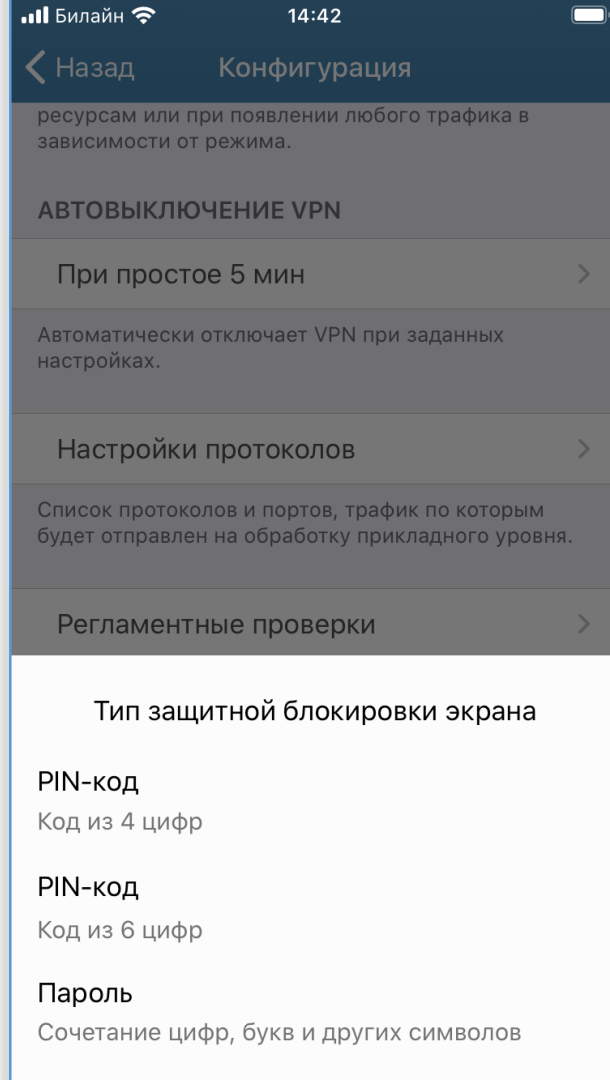 Билайн 14:42
Назад Конфигурация
ресурсам или при появлении любого трафика в
зависимости от режима.
АВТОВЫКЛЮЧЕНИЕ VPN
При простое 5 мин
Автоматически отключает VPN при заданных
настройках.
Настройки протоколов
Список протоколов и портов, трафик по которым
будет отправлен на обработку прикладного уровня.
Регламентные проверки
Тип защитной блокировки экрана
PIN-код
Код из 4 цифр
PIN-код
Код из 6 цифр
Пароль
Сочетание цифр, букв и других символов